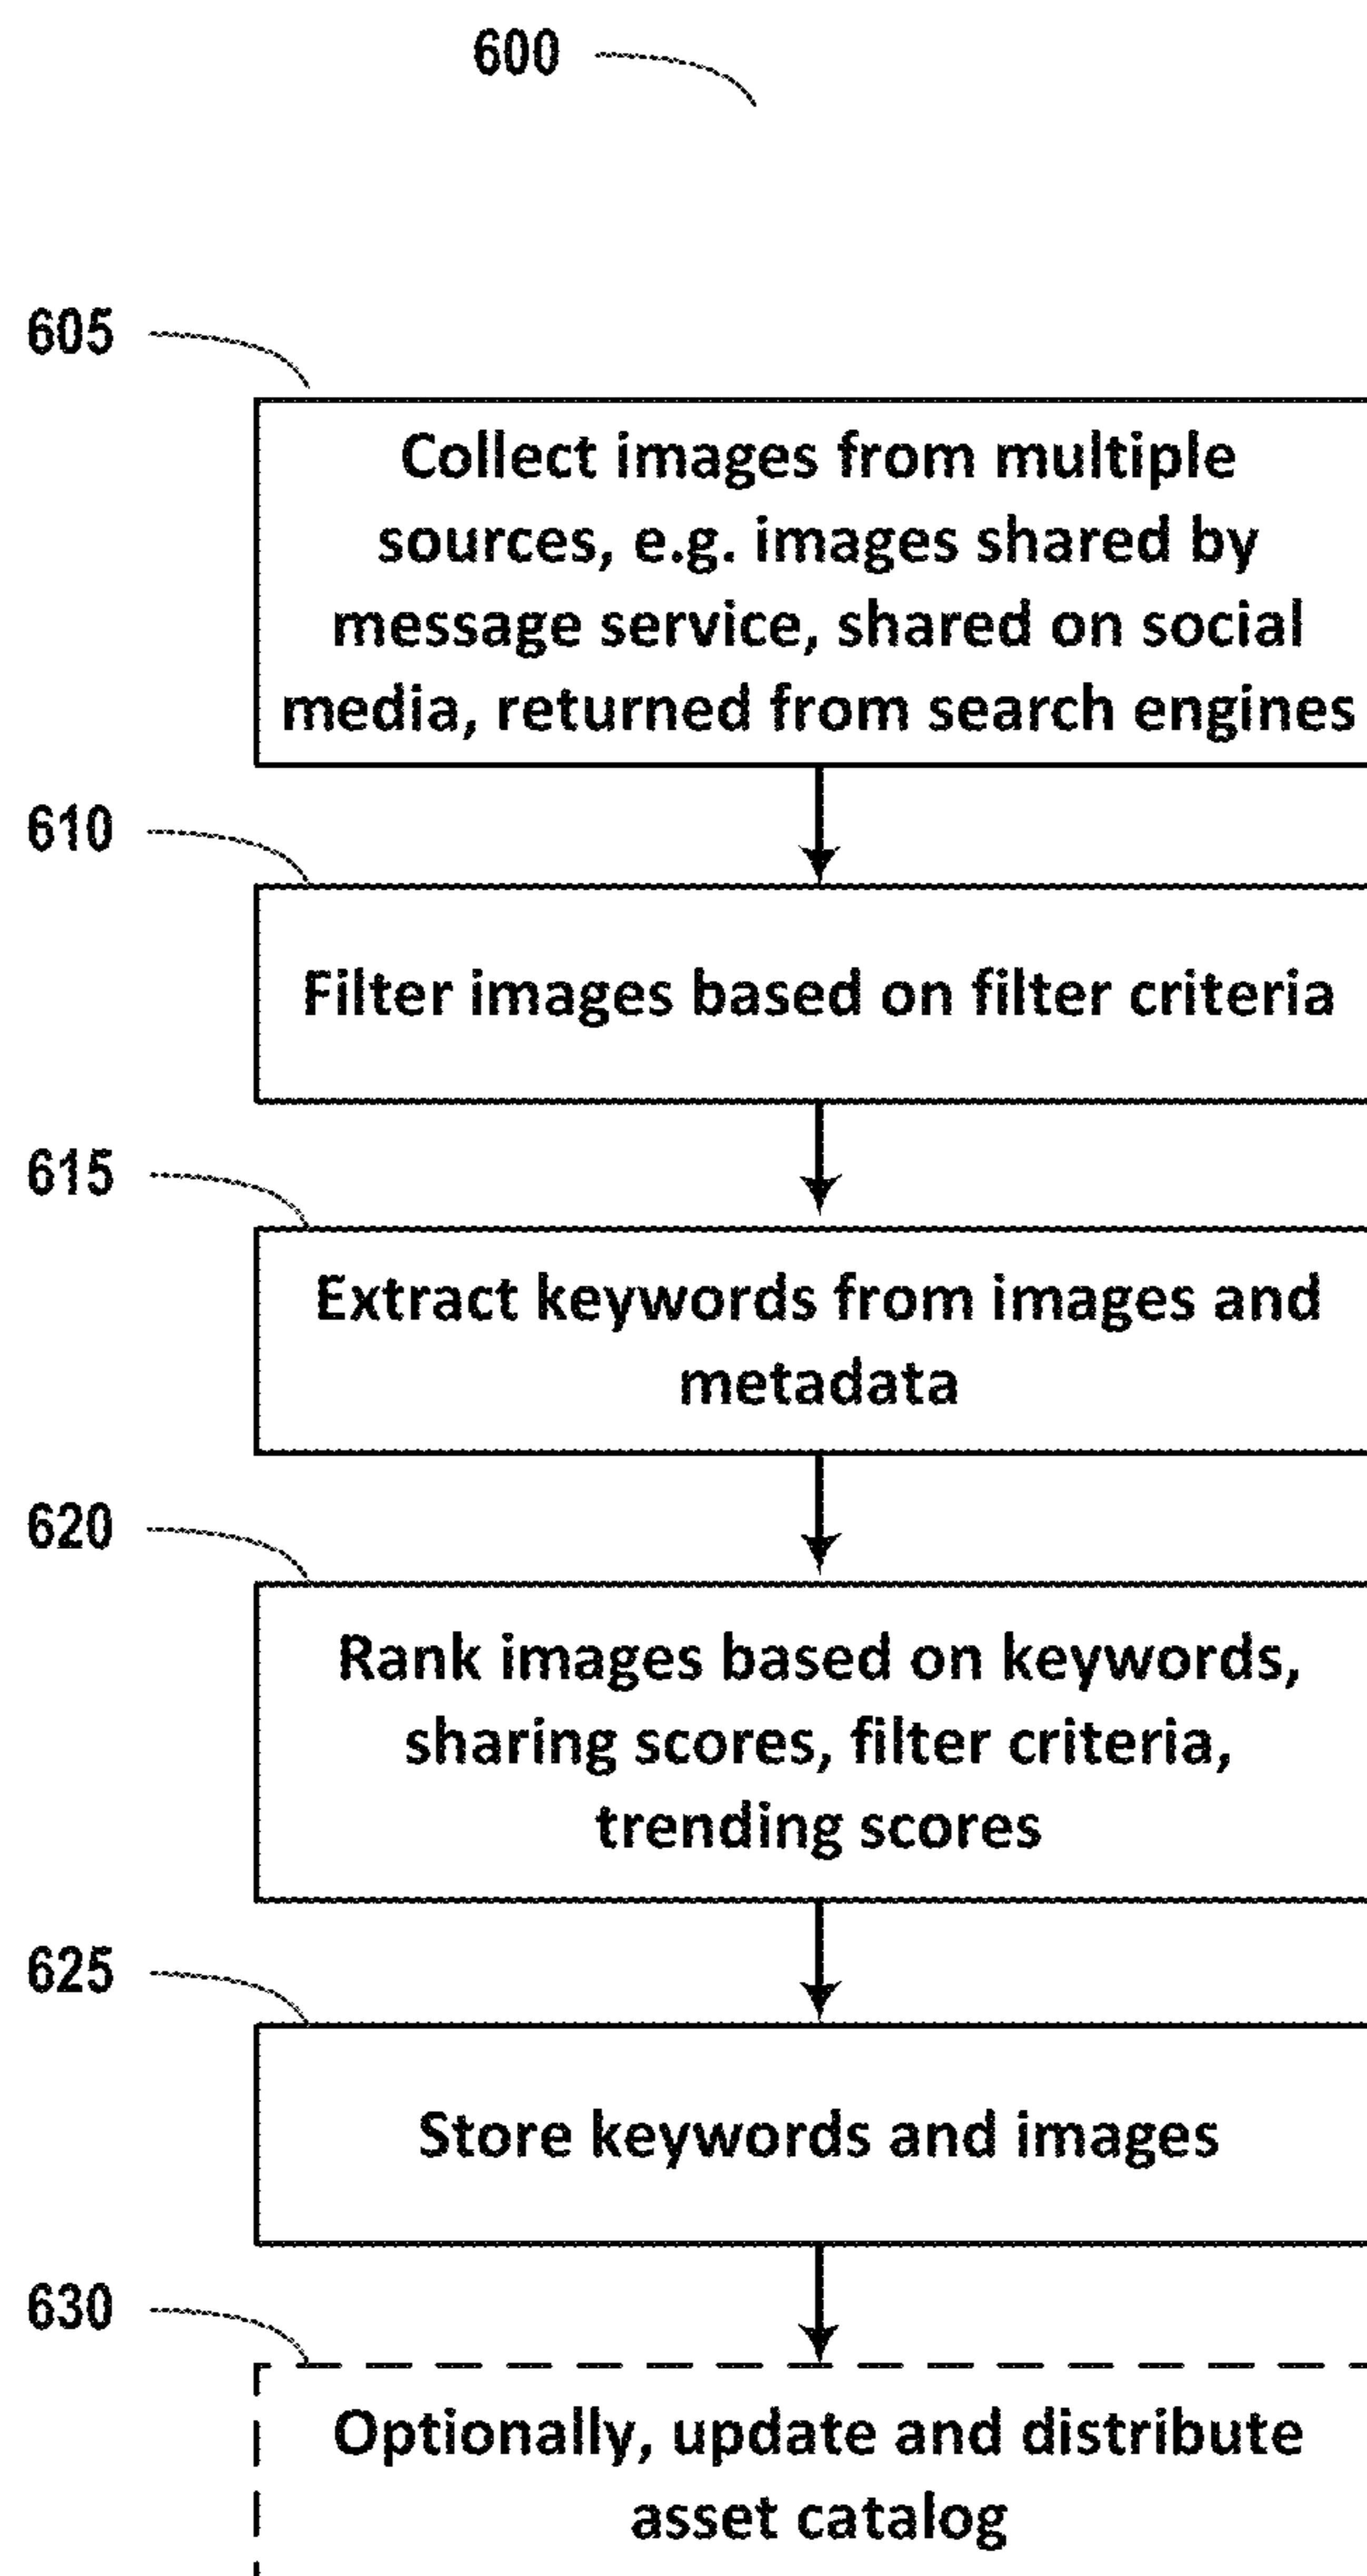 600
605
Collect images from multiple
sources, e.g. images shared by
message service, shared on social
media, returned from search engines
610
Filter images based on filter criteria
615
Extract keywords from images and
metadata
620
Rank images based on keywords,
sharing scores, filter criteria,
trending scores
625
Store keywords and images
630
Optionally, update and distribute
asset catalog